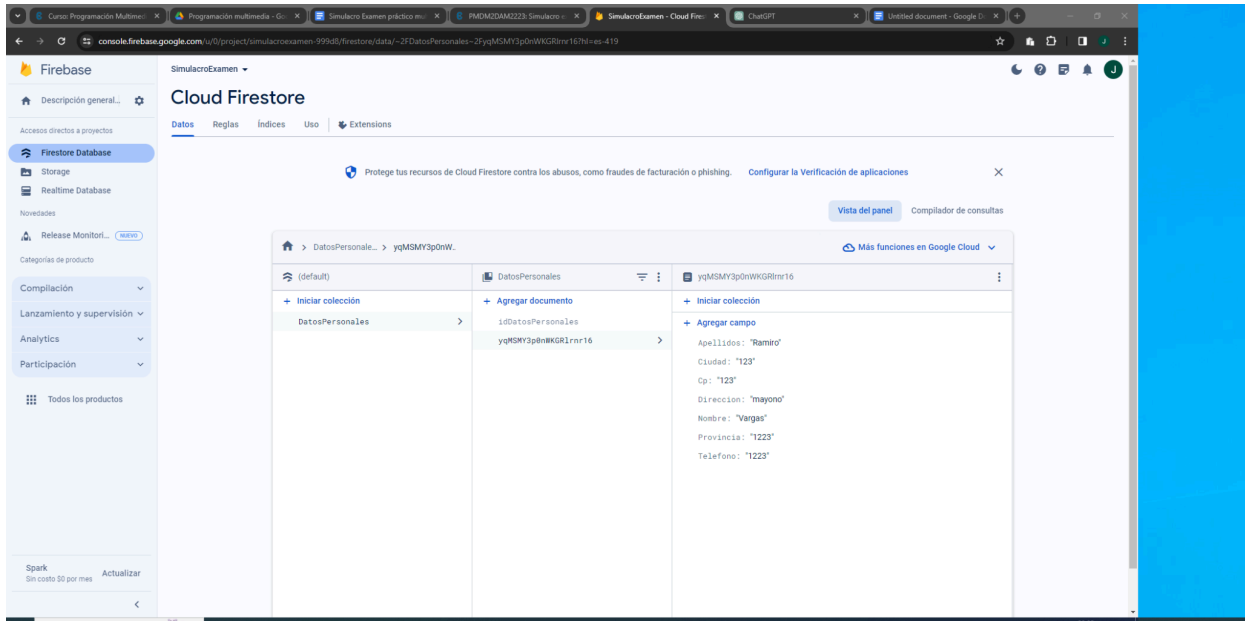 Curso: Programación Multimedi
Programación multimedia - Go
Simulacro Examen práctico mul
PMDM2DAM2223: Simulacro e
SimulacroExamen - Cloud Fires
ChatGPT
Untitled document - Google D
console.firebase.google.com/u/0/project/simulacroexamen-999d8/firestore/data/~2FDatosPersonales~2FyqMSMY3p0nWKGRlrnr16?hl=es-419
J
Firebase
SimulacroExamen
J
Descripción general...
Cloud Firestore
Accesos directos a proyectos
Datos Reglas Índices Uso Extensions
Firestore Database
Storage
Realtime Database
Protege tus recursos de Cloud Firestore contra los abusos, como fraudes de facturación o phishing. Configurar la Verificación de aplicaciones
Novedades
Release Monitori... NUEVO
Vista del panel Compilador de consultas
Categorías de producto
DatosPersonale... > yqMSMY3p0nW..
Más funciones en Google Cloud
Compilación
(default)
DatosPersonales
yqMSMY3p0nWKGRlrnr16
+ Iniciar colección
+ Agregar documento
+ Iniciar colección
Lanzamiento y supervisión
DatosPersonales
idDatosPersonales
+ Agregar campo
Analytics
yqMSMY3p0nWKGRlrnr16
Apellidos: "Ramiro"
Participación
Ciudad: "123"
Cp: "123"
Todos los productos
Direccion: "mayono"
Nombre: "Vargas"
Provincia: "1223"
Telefono: "1223"
Spark
Sin costo $0 por mes
Actualizar